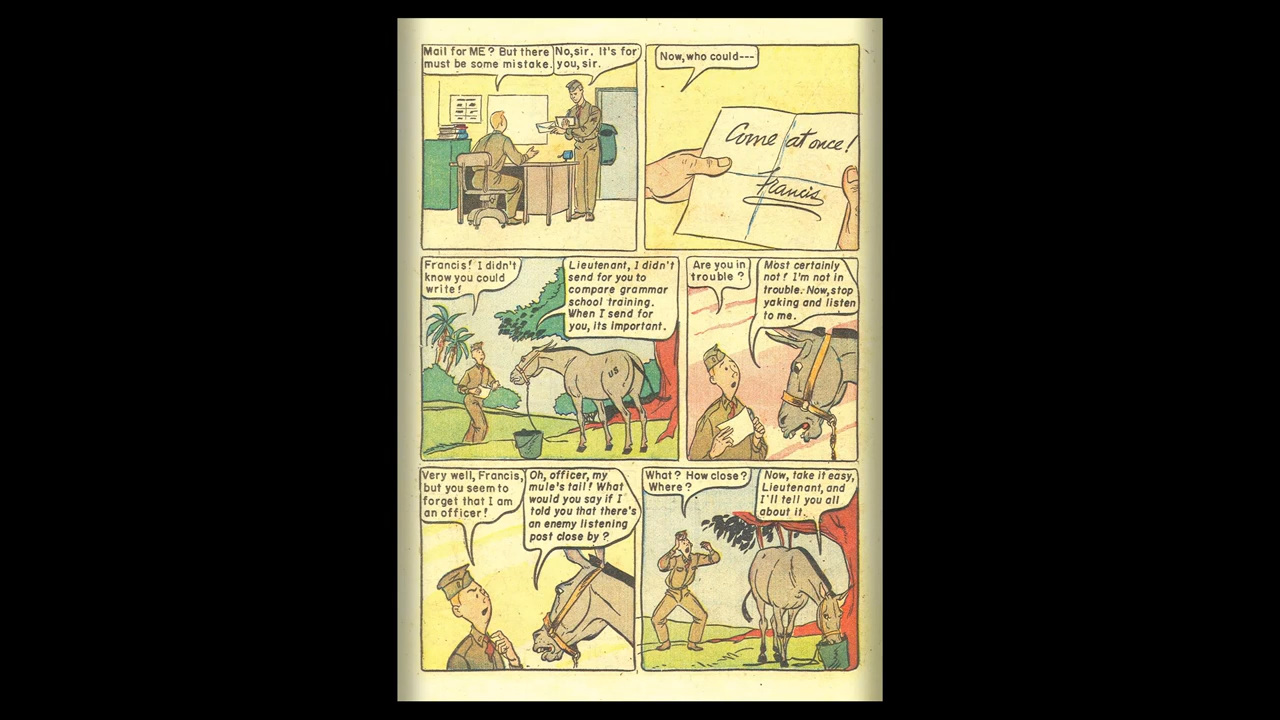 Mail for ME? But there
must be some mistake.
No, sir. It's for
you, sir.
Now, who could---
Come at once!
Francis
Francis! I didn't
know you could
write!
Lieutenant, I didn't
send for you to
compare grammar
school training.
When I send for
you, its important.
US
Are you in
trouble?
Most certainly
not! I'm not in
trouble. Now, stop
yaking and listen
to me.
Very well, Francis,
but you seem to
forget that I am
an officer!
Oh, officer, my
mule's tail! What
would you say if I
told you that there's
an enemy listening
post close by?
What? How close?
Where?
Now, take it easy,
Lieutenant, and
I'll tell you all
about it.